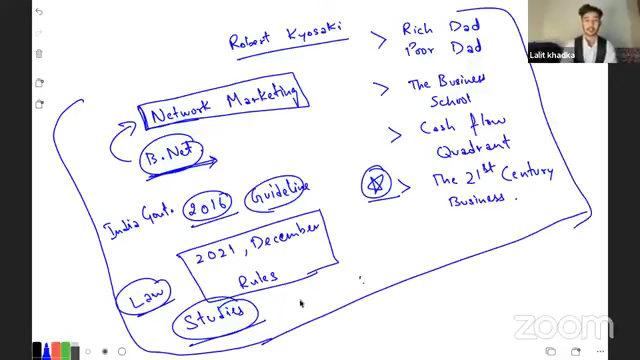 Robert Kyosaki
Rich Dad
Poor Dad
Lalit khadka
Network Marketing
The Business
School
B.Net
Cash flow
Quadrant
India Govt. 2016 Guideline
The 21st Century
Business.
2021, December
Rules
Law
Studies
zoom